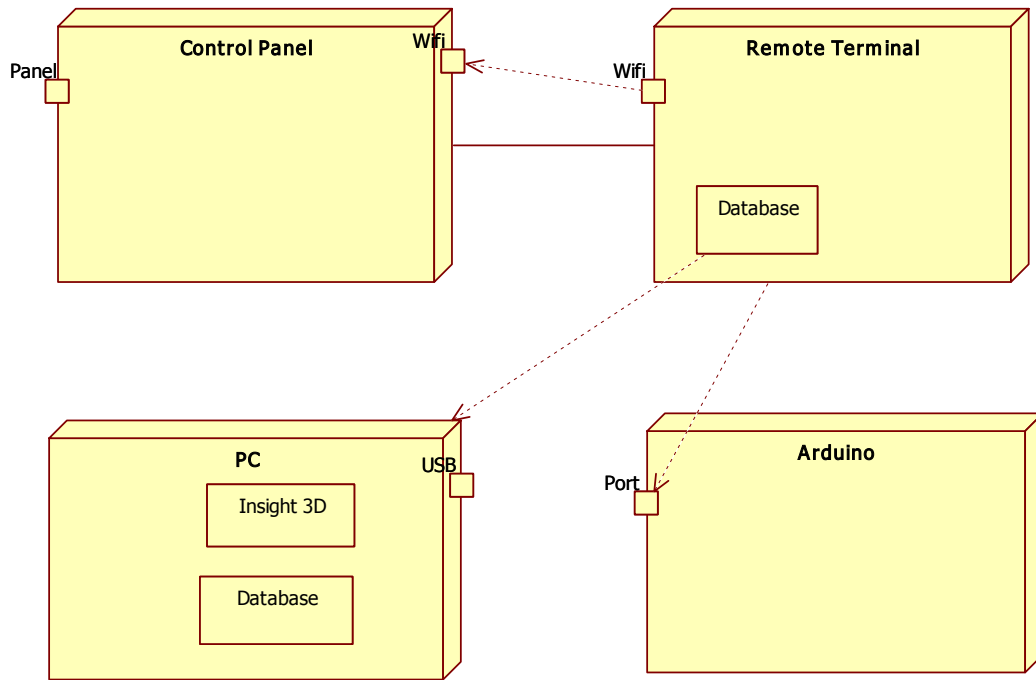 Control Panel
Wifi
Panel
Remote Terminal
Wifi
Database
PC
USB
Insight 3D
Database
Arduino
Port